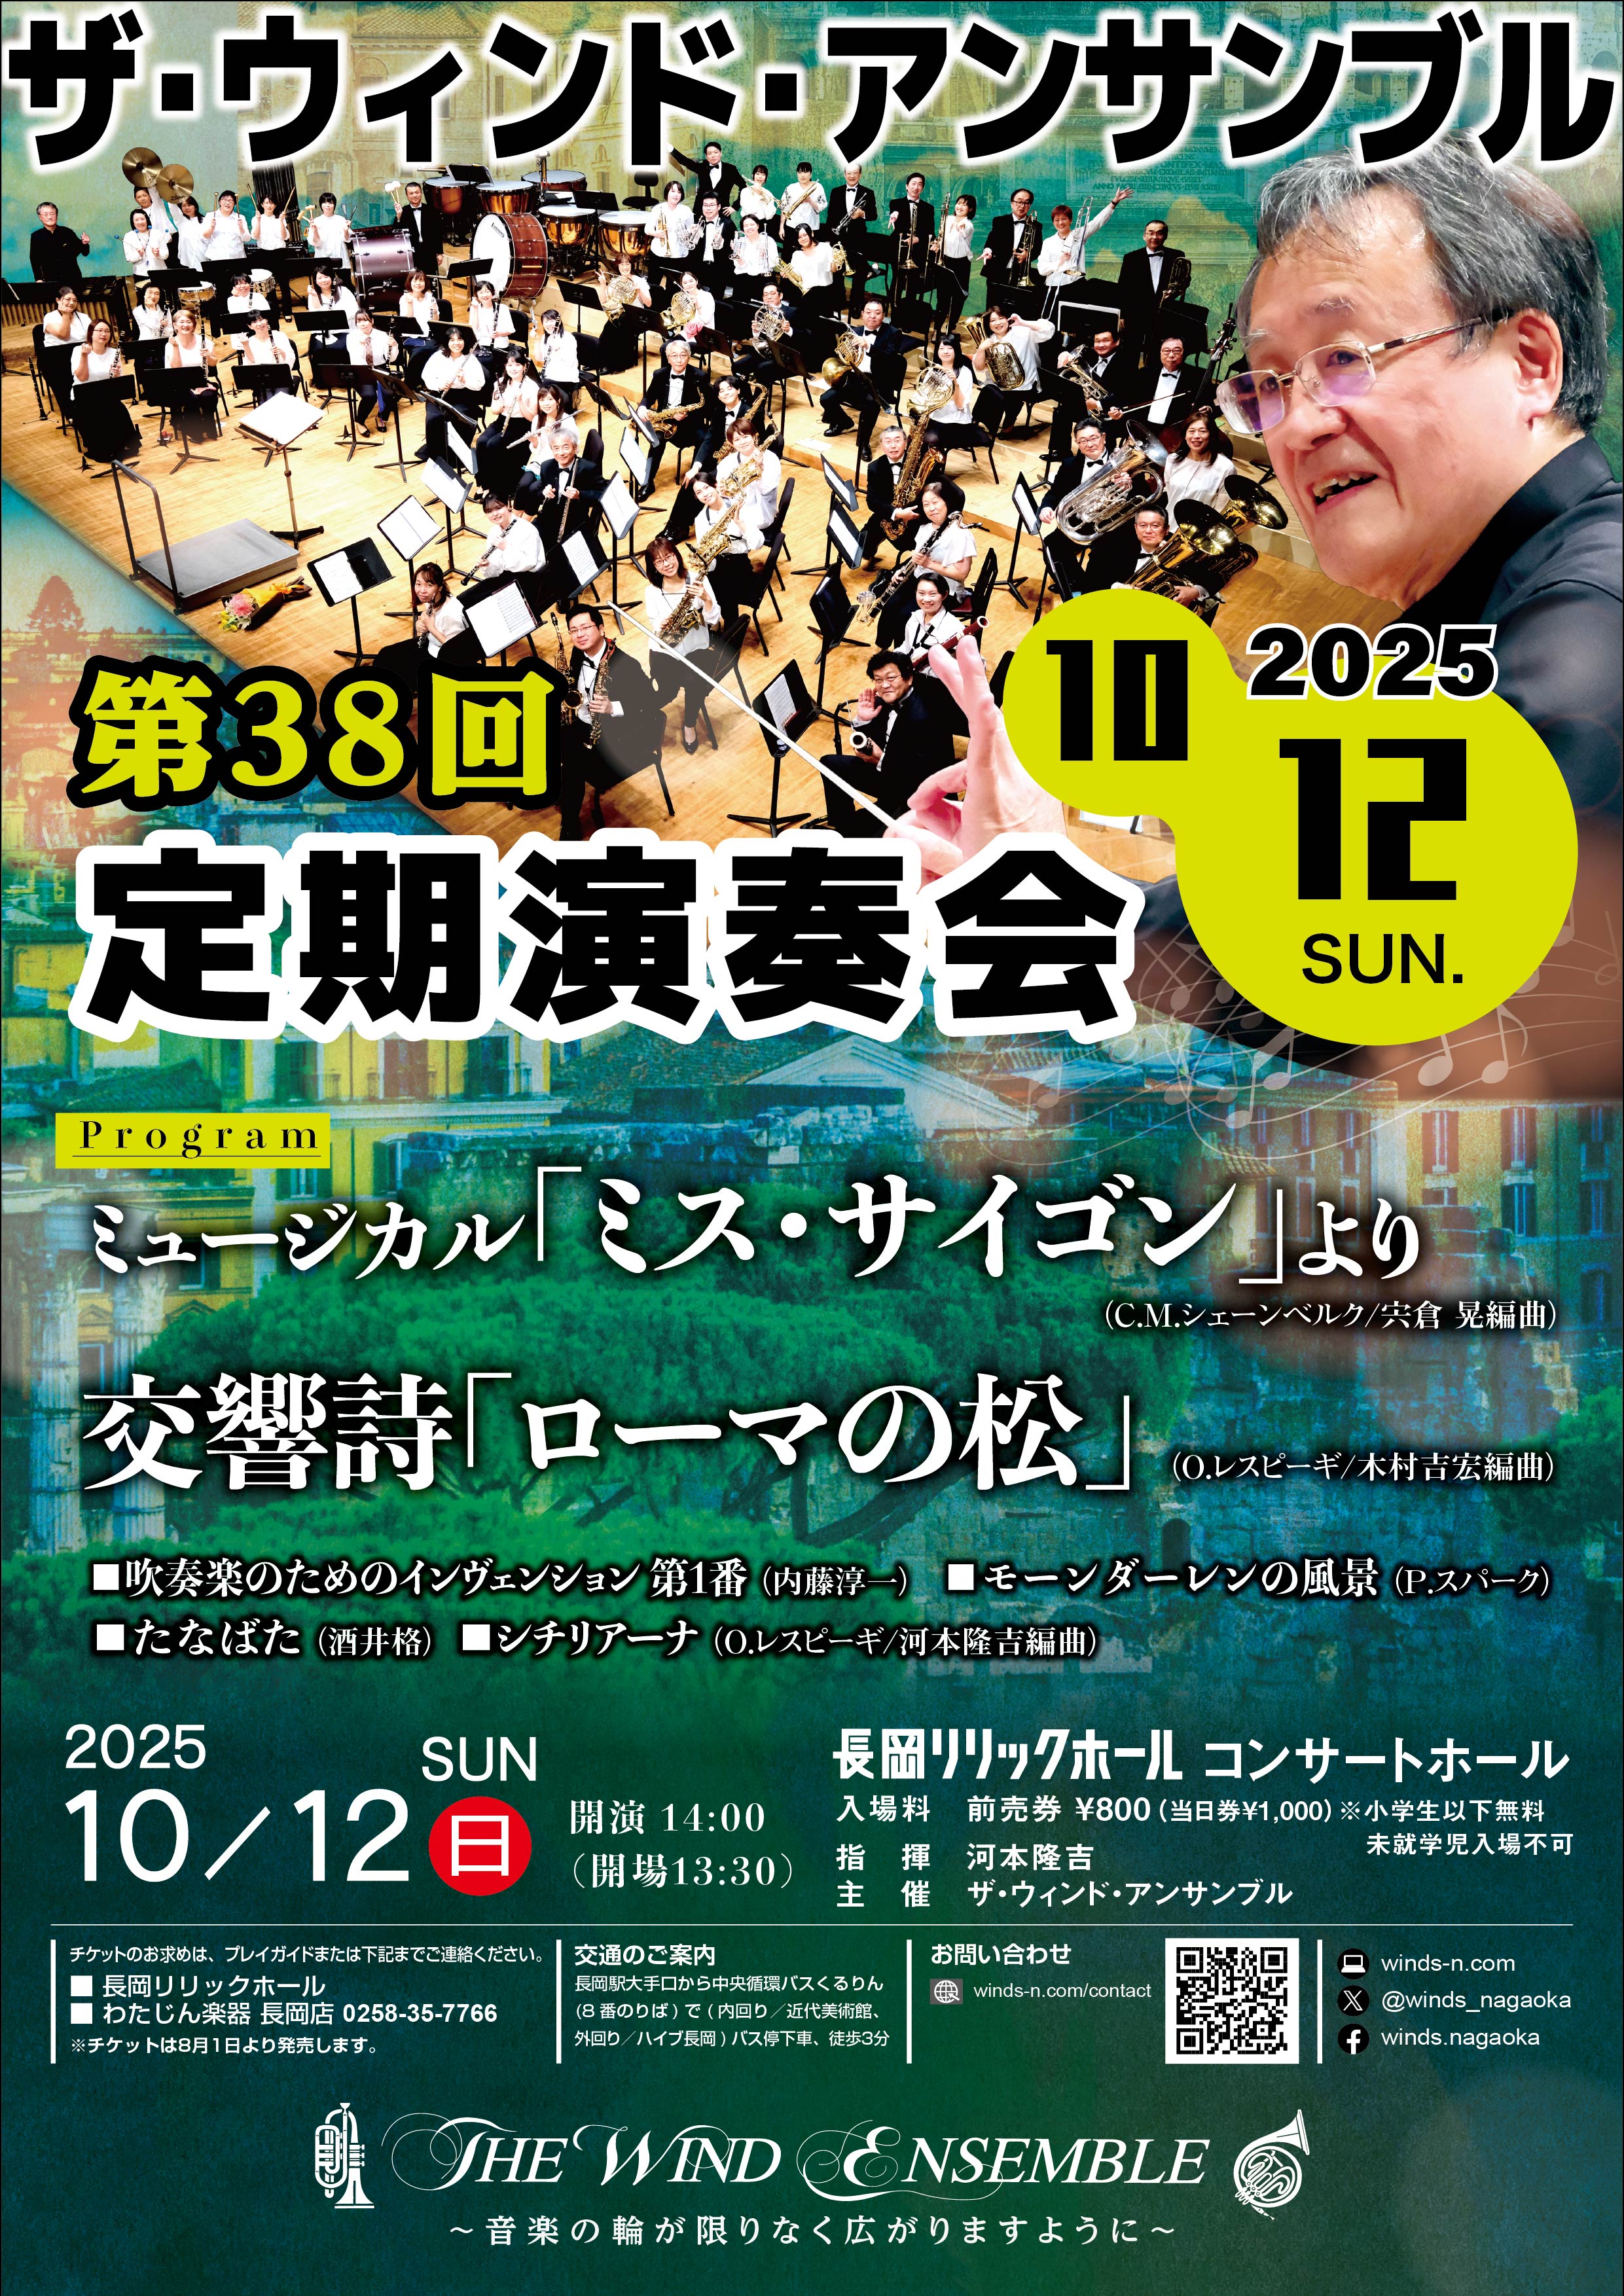 ザ・ウィンド・アンサンブル
第38回
定期演奏会
2025
10
12
SUN.
Program
ミュージカル「ミス・サイゴン」より
(C.M.シェーンベルク/宍倉 晃編曲)
交響詩「ローマの松」(O.レスピーギ/木村吉宏編曲)
■吹奏楽のためのインヴェンション 第1番 (内藤淳一) ■モーンダーレンの風景 (P.スパーク)
■たなばた (酒井格) ■シチリアーナ (O.レスピーギ/河本隆吉編曲)
2025
10/12 SUN 日
開演 14:00
(開場13:30)
長岡リリックホール コンサートホール
入場料 前売券 ¥800(当日券¥1,000)※小学生以下無料
未就学児入場不可
指 揮 河本隆吉
主 催 ザ・ウィンド・アンサンブル
チケットのお求めは、プレイガイドまたは下記までご連絡ください。
■ 長岡リリックホール
■ わたじん楽器 長岡店 0258-35-7766
※チケットは8月1日より発売します。
交通のご案内
長岡駅大手口から中央循環バスくるりん
(8番のりば)で(内回り/近代美術館、
外回り/ハイブ長岡)バス停下車、徒歩3分
お問い合わせ
winds-n.com/contact
winds-n.com
@winds_nagaoka
winds.nagaoka
THE WIND ENSEMBLE
~音楽の輪が限りなく広がりますように~